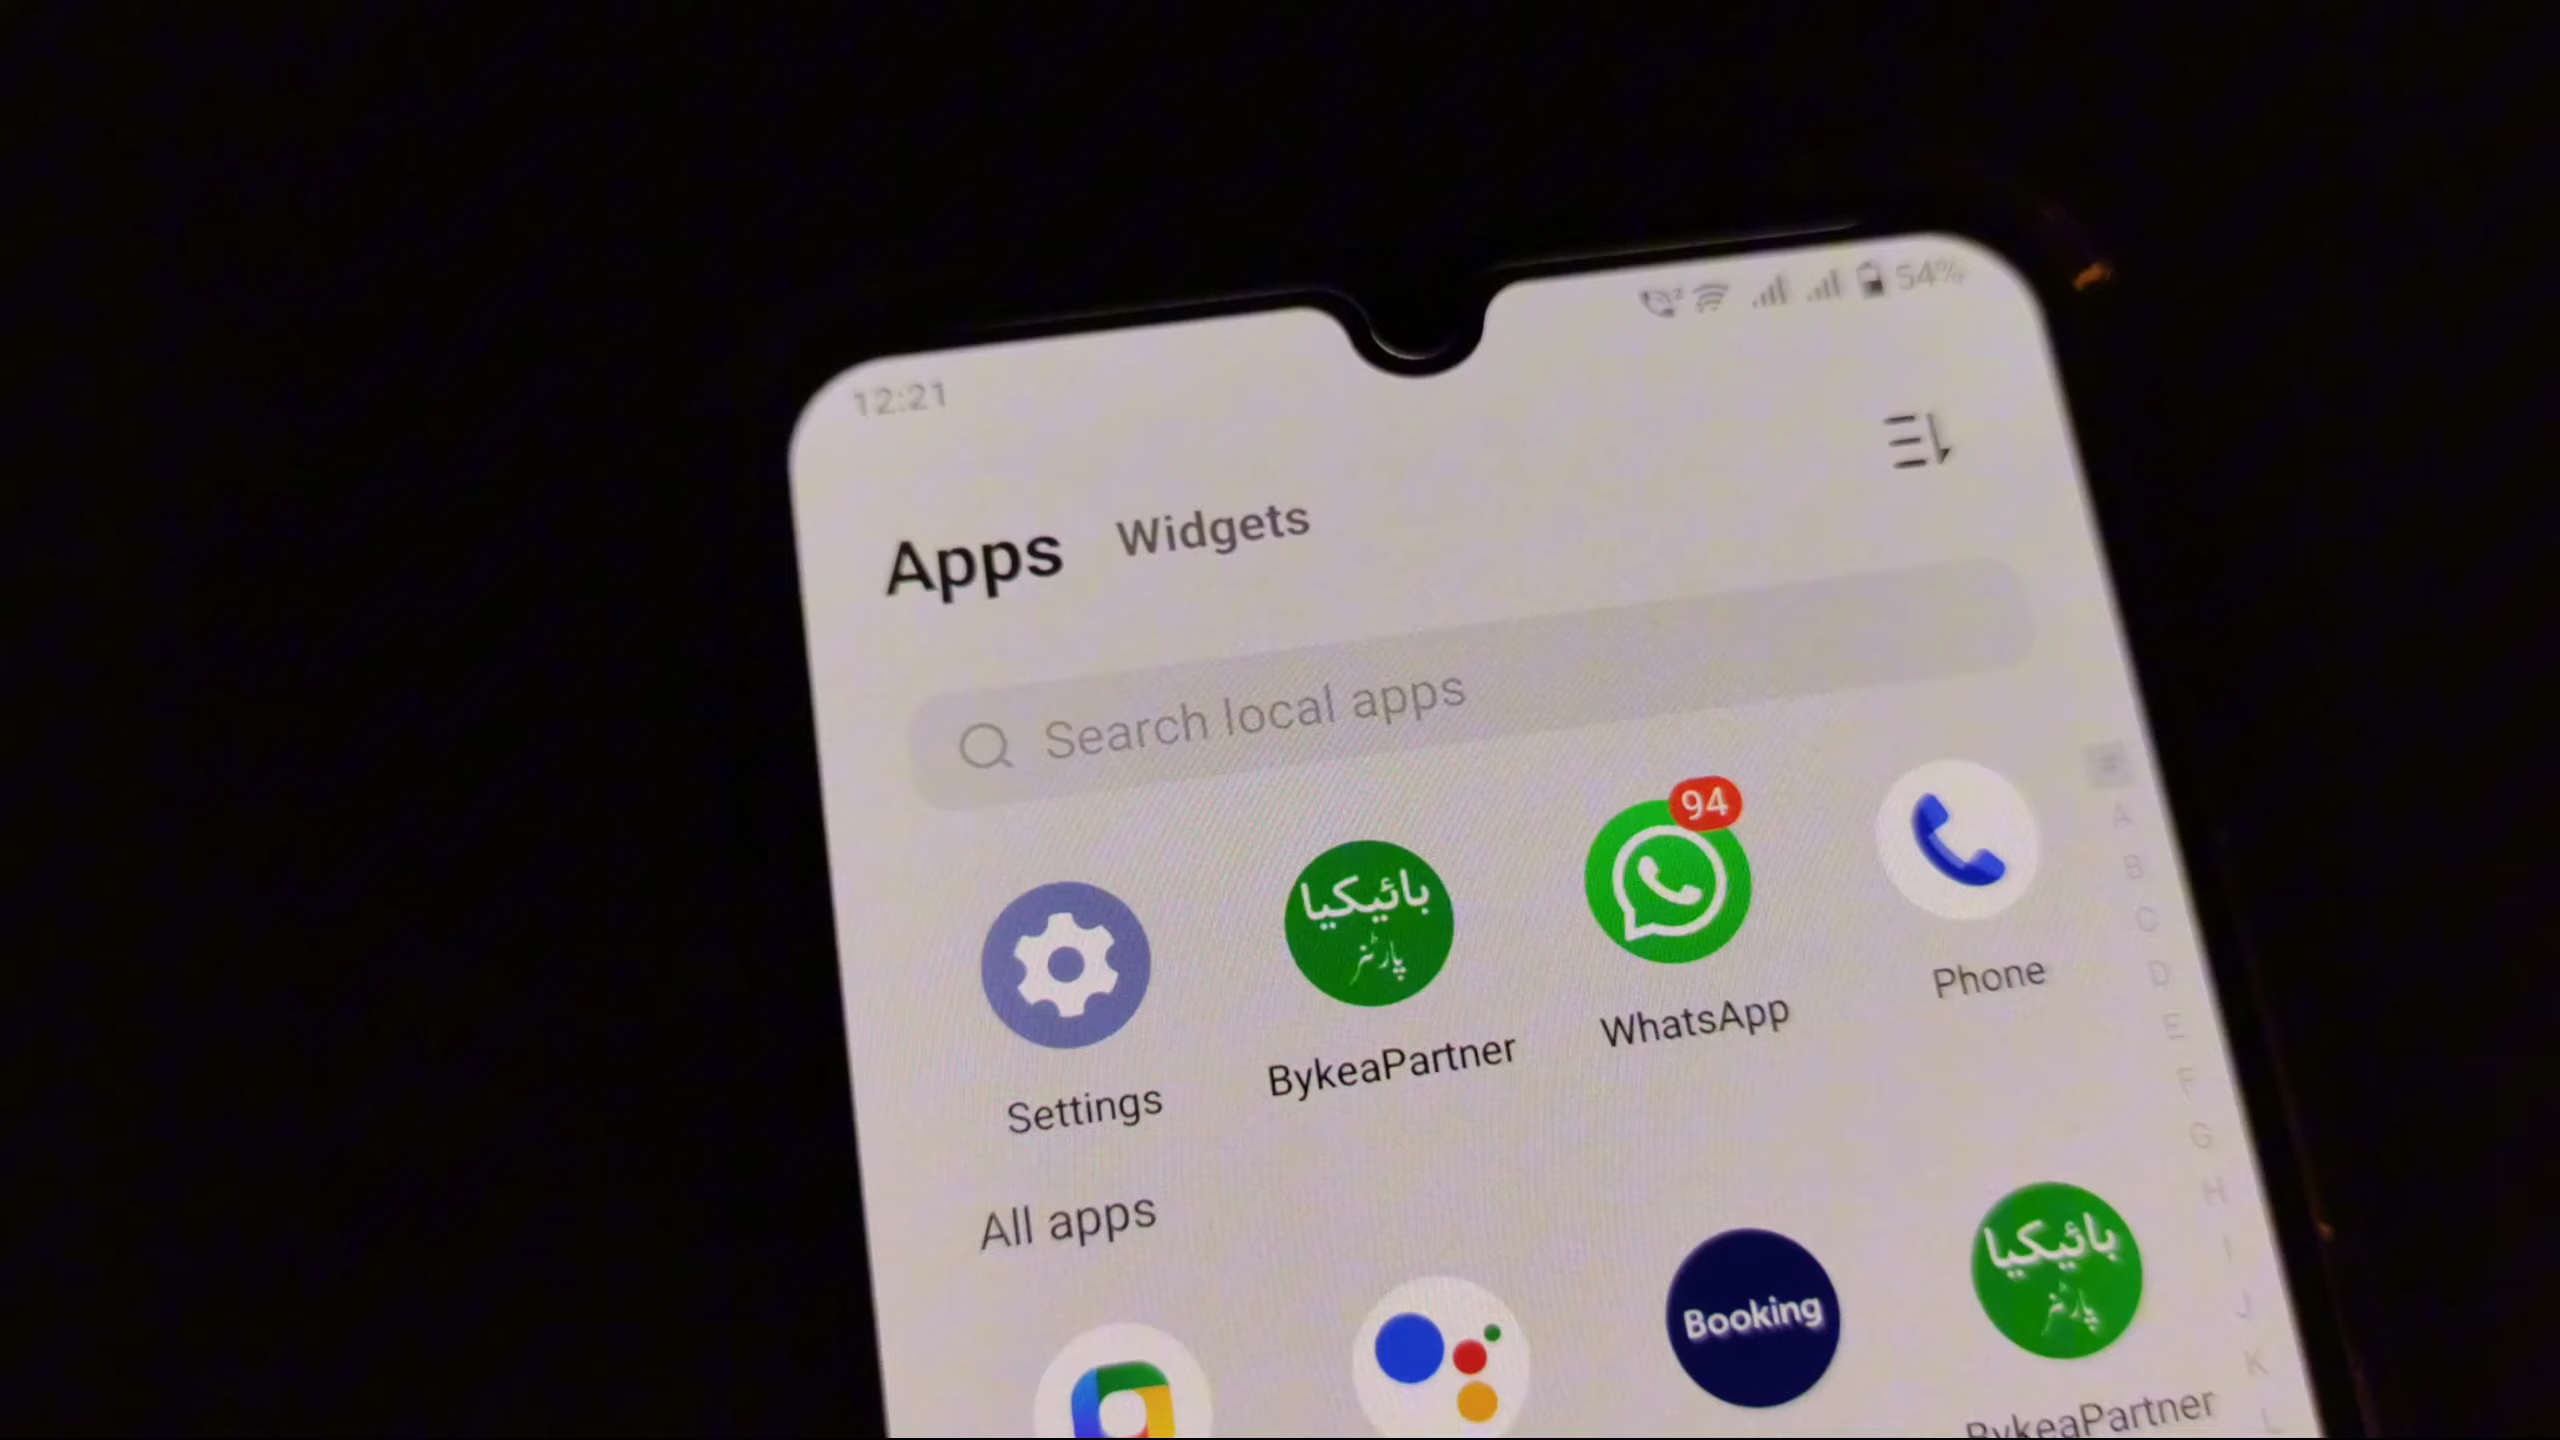 12:21
54%
Apps Widgets
Search local apps
94
بائیکیا
پارٹنر
Settings
BykeaPartner
WhatsApp
Phone
All apps
Booking
بائیکیا
پارٹنر
BykeaPartner
A
B
C
D
E
F
G
H
I
J
K
L